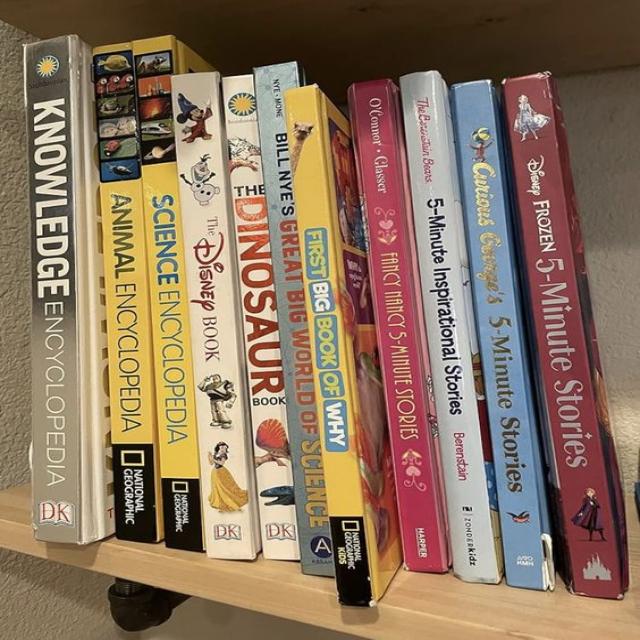 KNOWLEDGE ENCYCLOPEDIA
DK
ANIMAL ENCYCLOPEDIA
NATIONAL GEOGRAPHIC
SCIENCE ENCYCLOPEDIA
NATIONAL GEOGRAPHIC
The Disney BOOK
DK
THE DINOSAUR BOOK
DK
NYE • MONE
BILL NYE'S GREAT BIG WORLD OF SCIENCE
A
FIRST BIG BOOK OF WHY
NATIONAL GEOGRAPHIC KIDS
O'Connor • Glasser
FANCY NANCY 5-MINUTE STORIES
HARPER
The Berenstain Bears
5-Minute Inspirational Stories
Berenstain
ZONDERkidz
Curious George's 5-Minute Stories
HMH
Disney FROZEN 5-Minute Stories